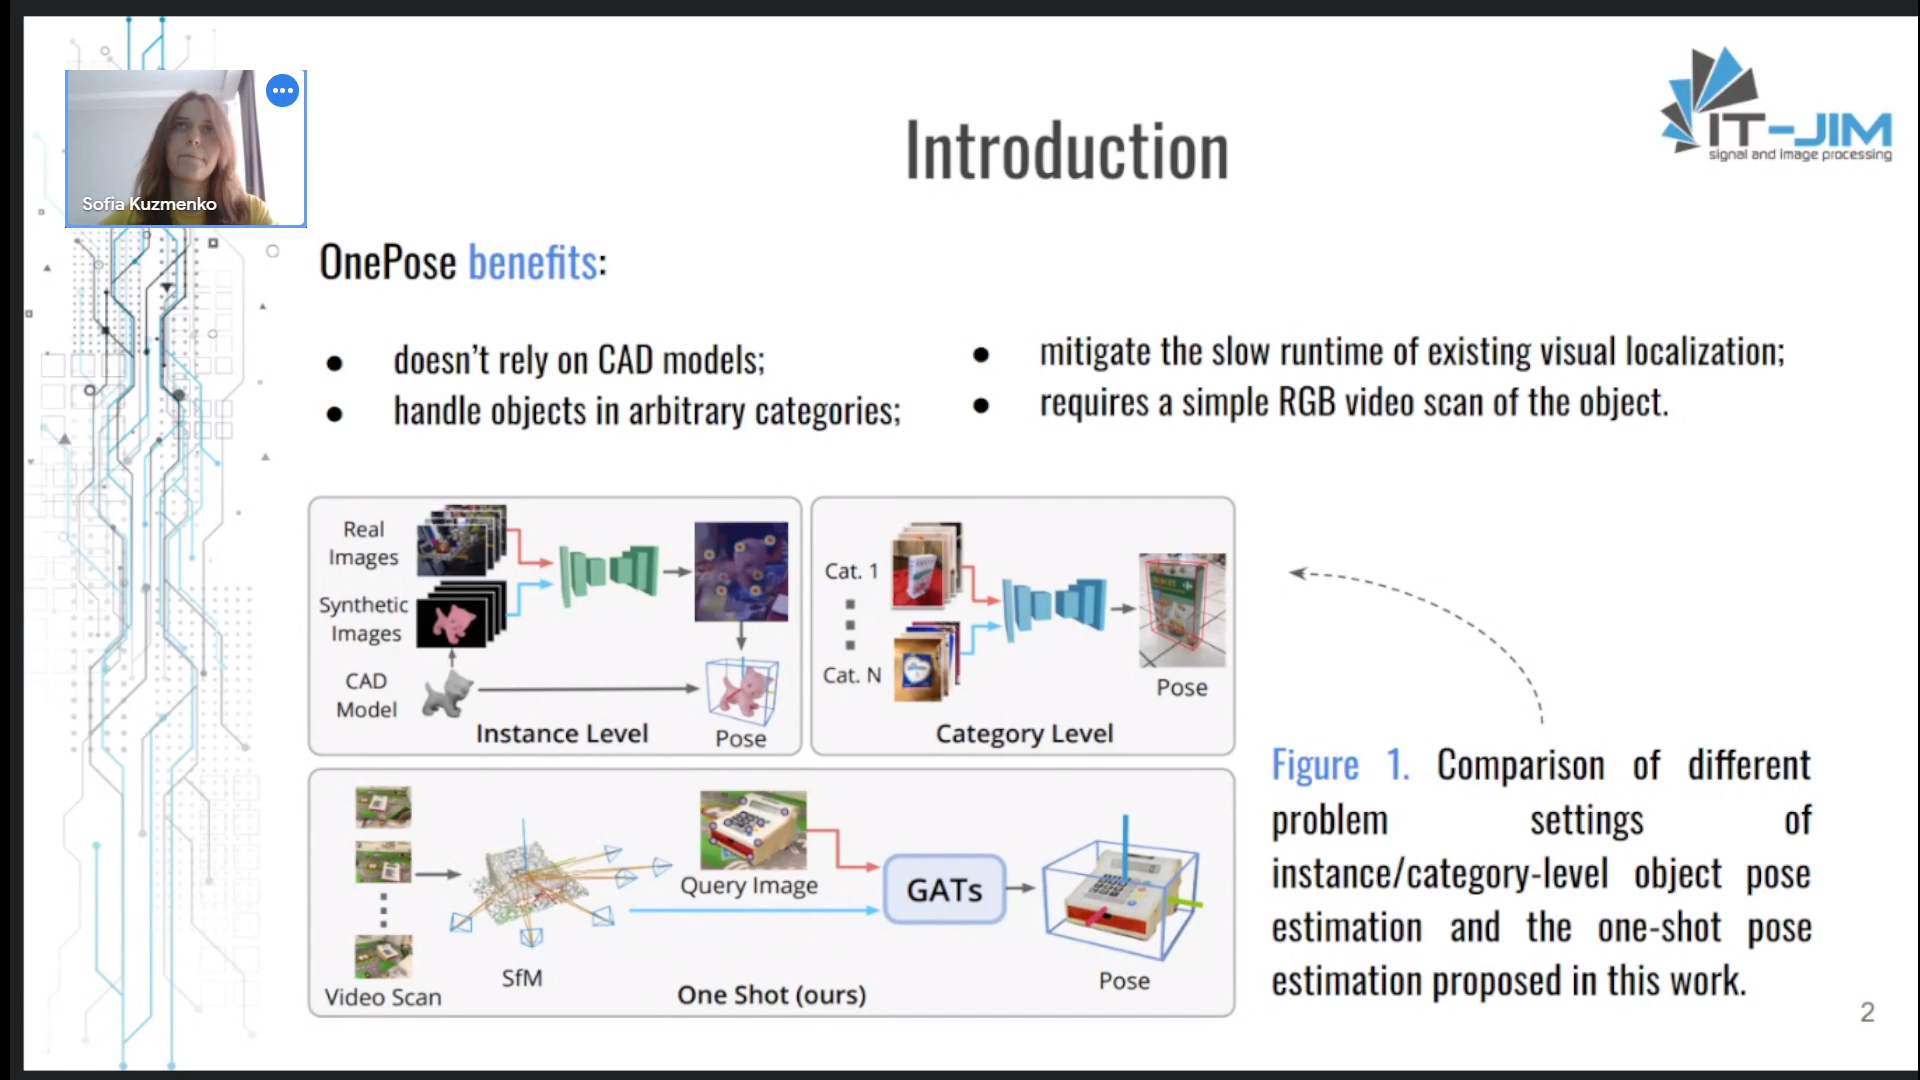 Sofia Kuzmenko
IT-JIM
signal and image processing
Introduction
OnePose benefits:
● doesn’t rely on CAD models;
● handle objects in arbitrary categories;
● mitigate the slow runtime of existing visual localization;
● requires a simple RGB video scan of the object.
Real
Images
Synthetic
Images
CAD
Model
Instance Level
Pose
Cat. 1
Cat. N
Category Level
Pose
Video Scan
SfM
Query Image
GATs
One Shot (ours)
Pose
Figure 1. Comparison of different
problem settings of
instance/category-level object pose
estimation and the one-shot pose
estimation proposed in this work.
2